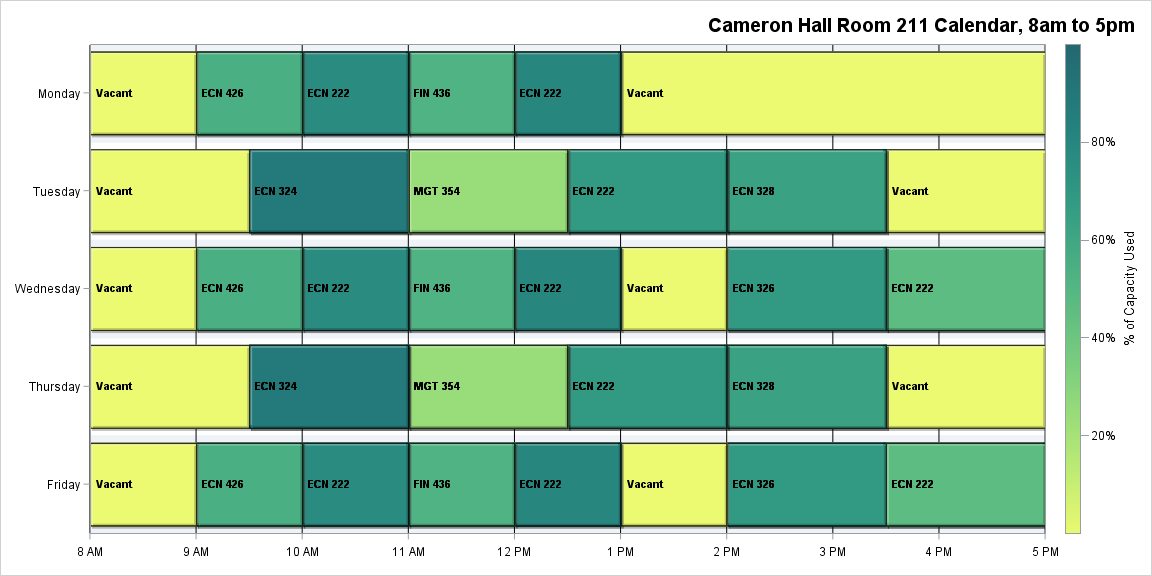 Cameron Hall Room 211 Calendar, 8am to 5pm
Monday Vacant ECN 426 ECN 222 FIN 436 ECN 222 Vacant
80%
Tuesday Vacant ECN 324 MGT 354 ECN 222 ECN 328 Vacant
60%
Wednesday Vacant ECN 426 ECN 222 FIN 436 ECN 222 Vacant ECN 326 ECN 222
% of Capacity Used
40%
Thursday Vacant ECN 324 MGT 354 ECN 222 ECN 328 Vacant
20%
Friday Vacant ECN 426 ECN 222 FIN 436 ECN 222 Vacant ECN 326 ECN 222
8 AM 9 AM 10 AM 11 AM 12 PM 1 PM 2 PM 3 PM 4 PM 5 PM